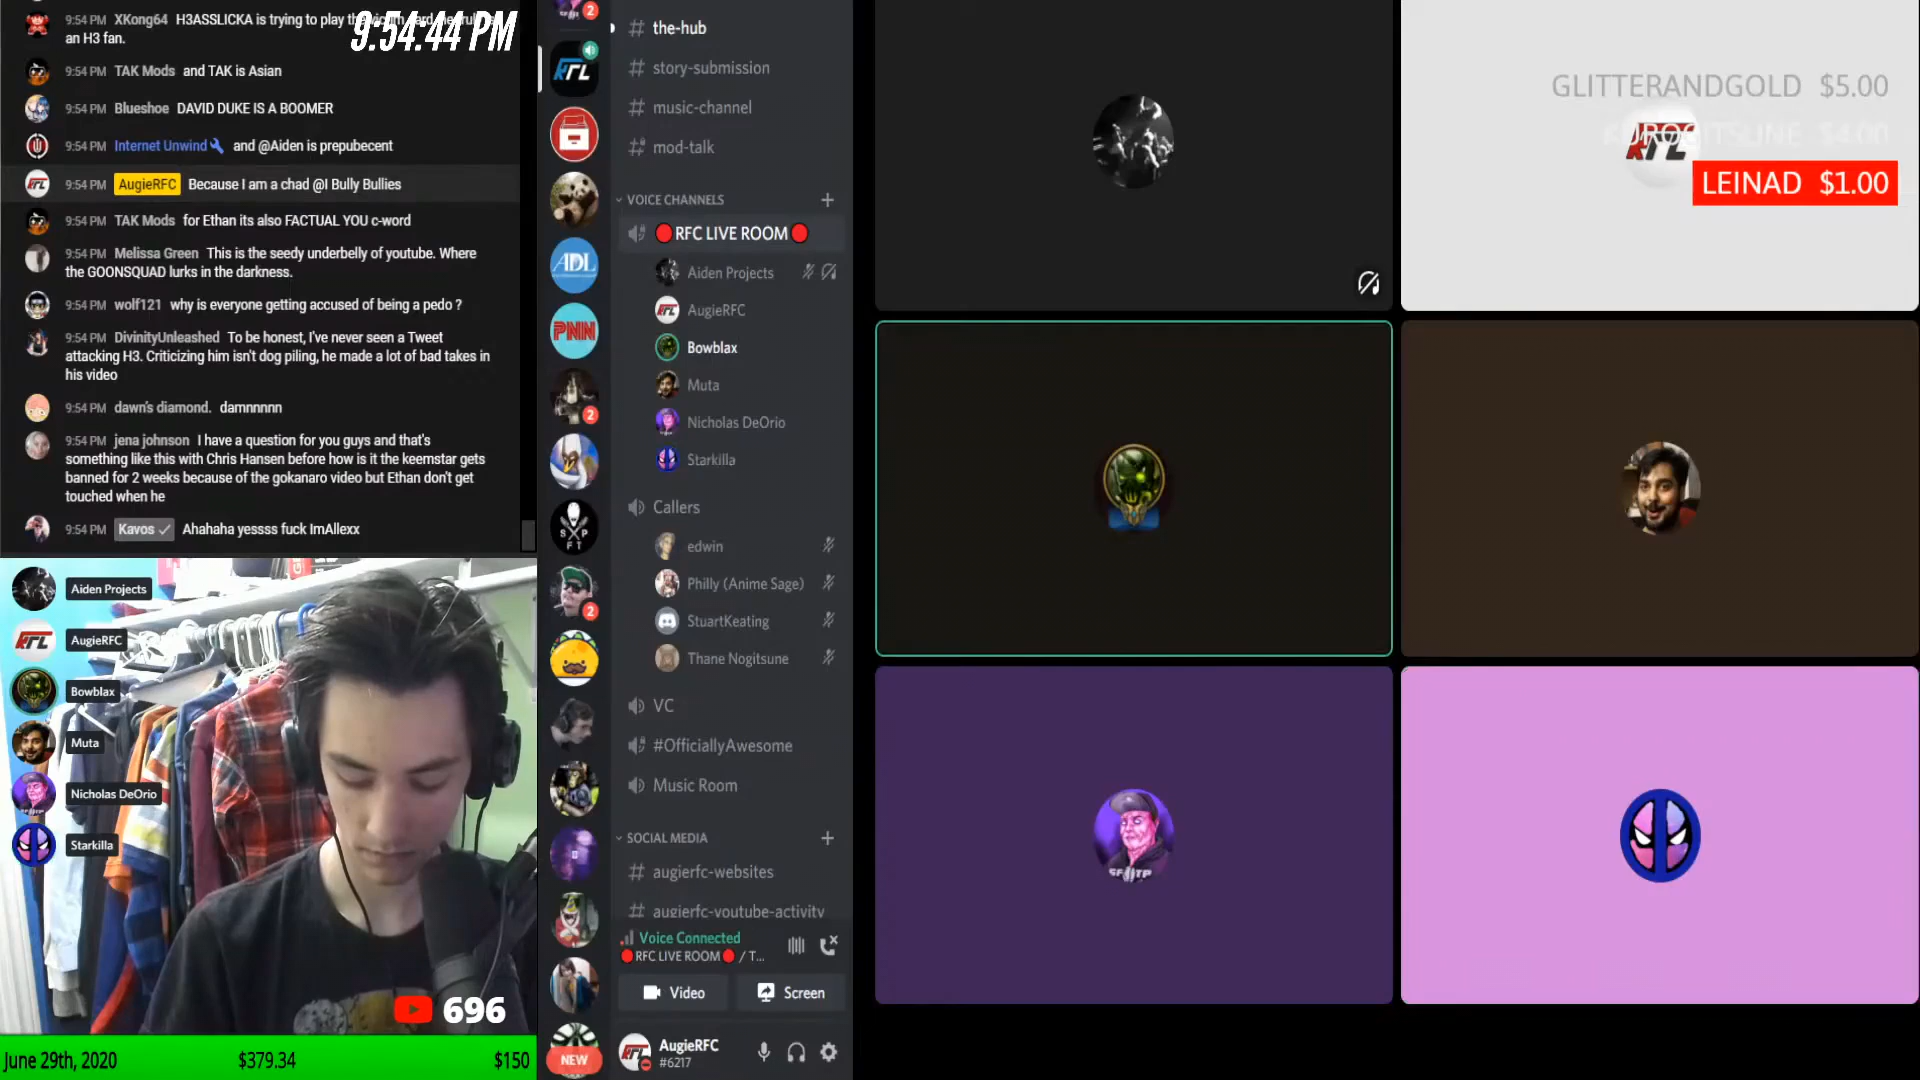 9:54 PM XKong64 H3ASSLICKA is trying to play the victim card
an H3 fan.
9:54:44 PM
9:54 PM TAK Mods and TAK is Asian
9:54 PM Blueshoe DAVID DUKE IS A BOOMER
9:54 PM Internet Unwind and @Aiden is prepubecent
9:54 PM AugieRFC Because I am a chad @I Bully Bullies
9:54 PM TAK Mods for Ethan its also FACTUAL YOU c-word
9:54 PM Melissa Green This is the seedy underbelly of youtube. Where
the GOONSQUAD lurks in the darkness.
9:54 PM wolf121 why is everyone getting accused of being a pedo ?
9:54 PM DivinityUnleashed To be honest, I've never seen a Tweet
attacking H3. Criticizing him isn't dog piling, he made a lot of bad takes in
his video
9:54 PM dawn's diamond. damnnnnn
9:54 PM jena johnson I have a question for you guys and that's
something like this with Chris Hansen before how is it the keemstar gets
banned for 2 weeks because of the gokanaro video but Ethan don't get
touched when he
9:54 PM Kavos ✓ Ahahaha yessss fuck ImAllexx
Aiden Projects
AugieRFC
Bowblax
Muta
Nicholas DeOrio
Starkilla
696
June 29th, 2020 $379.34 $150
2
RTL
ADL
PNN
2
S P
F T
2
NEW
# the-hub
# story-submission
# music-channel
# mod-talk
VOICE CHANNELS +
RFC LIVE ROOM
Aiden Projects
AugieRFC
Bowblax
Muta
Nicholas DeOrio
Starkilla
Callers
edwin
Philly (Anime Sage)
StuartKeating
Thane Nogitsune
VC
#OfficiallyAwesome
Music Room
SOCIAL MEDIA +
# augierfc-websites
# augierfc-youtube-activity
Voice Connected
RFC LIVE ROOM / T...
Video Screen
AugieRFC
#6217
GLITTERANDGOLD $5.00
KUROGITSUNE $4.00
LEINAD $1.00